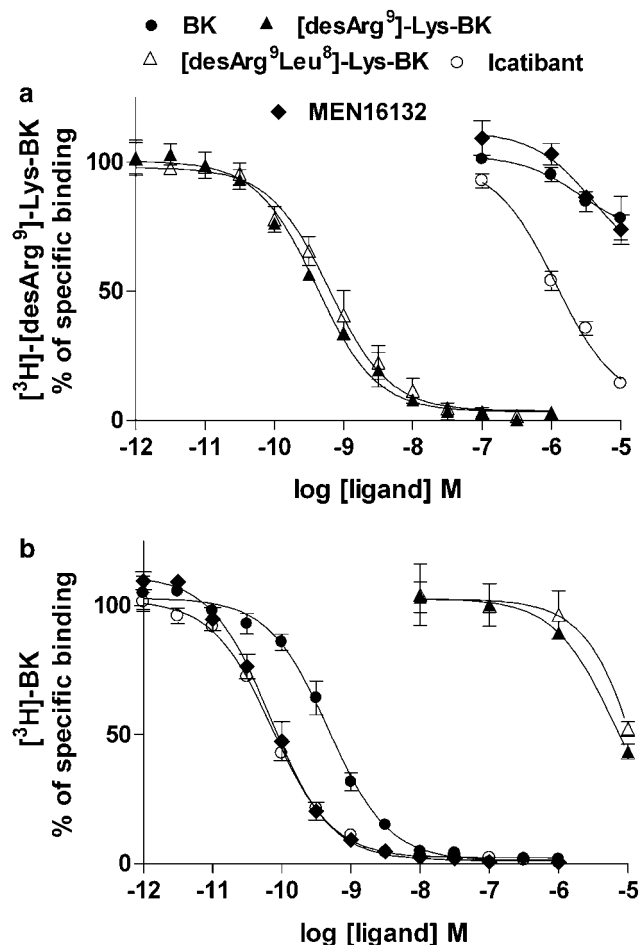 ● BK ▲ [desArg⁹]-Lys-BK
△ [desArg⁹Leu⁸]-Lys-BK ○ Icatibant
a
◆ MEN16132
[³H]-[desArg⁹]-Lys-BK
% of specific binding
100
50
0
-12 -11 -10 -9 -8 -7 -6 -5
log [ligand] M
b
[³H]-BK
% of specific binding
100
50
0
-12 -11 -10 -9 -8 -7 -6 -5
log [ligand] M